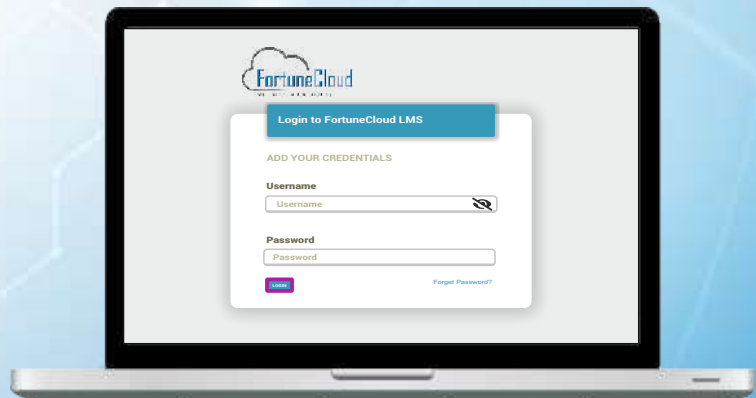 FortuneCloud
Login to FortuneCloud LMS
ADD YOUR CREDENTIALS
Username
Username
Password
Password
LOGIN
Forget Password?